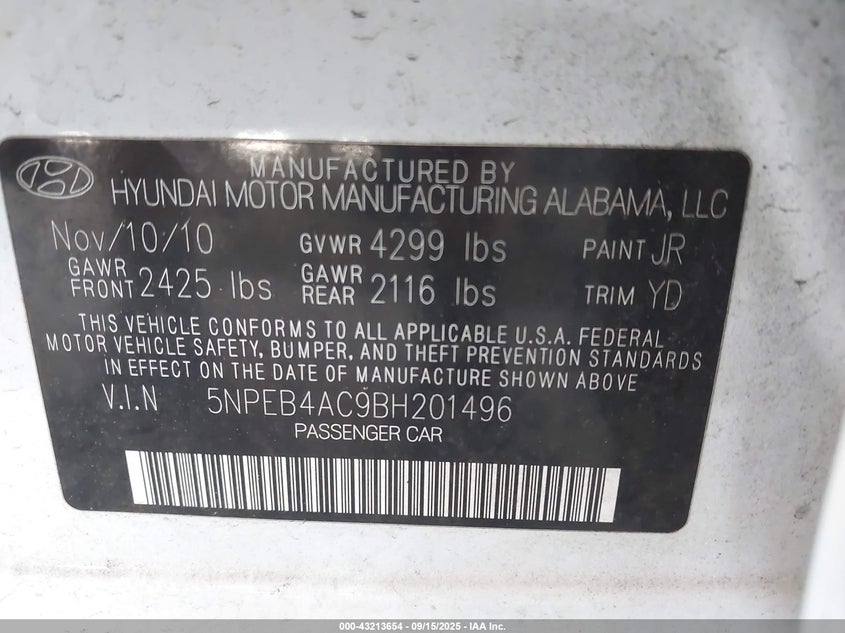 MANUFACTURED BY
HYUNDAI MOTOR MANUFACTURING ALABAMA, LLC
Nov/10/10 GVWR 4299 lbs PAINT JR
GAWR FRONT 2425 lbs GAWR REAR 2116 lbs TRIM YD
THIS VEHICLE CONFORMS TO ALL APPLICABLE U.S.A. FEDERAL
MOTOR VEHICLE SAFETY, BUMPER, AND THEFT PREVENTION STANDARDS
IN EFFECT ON THE DATE OF MANUFACTURE SHOWN ABOVE.
V.I.N 5NPEB4AC9BH201496
PASSENGER CAR
000-43213654 - 09/15/2025 - IAA Inc.